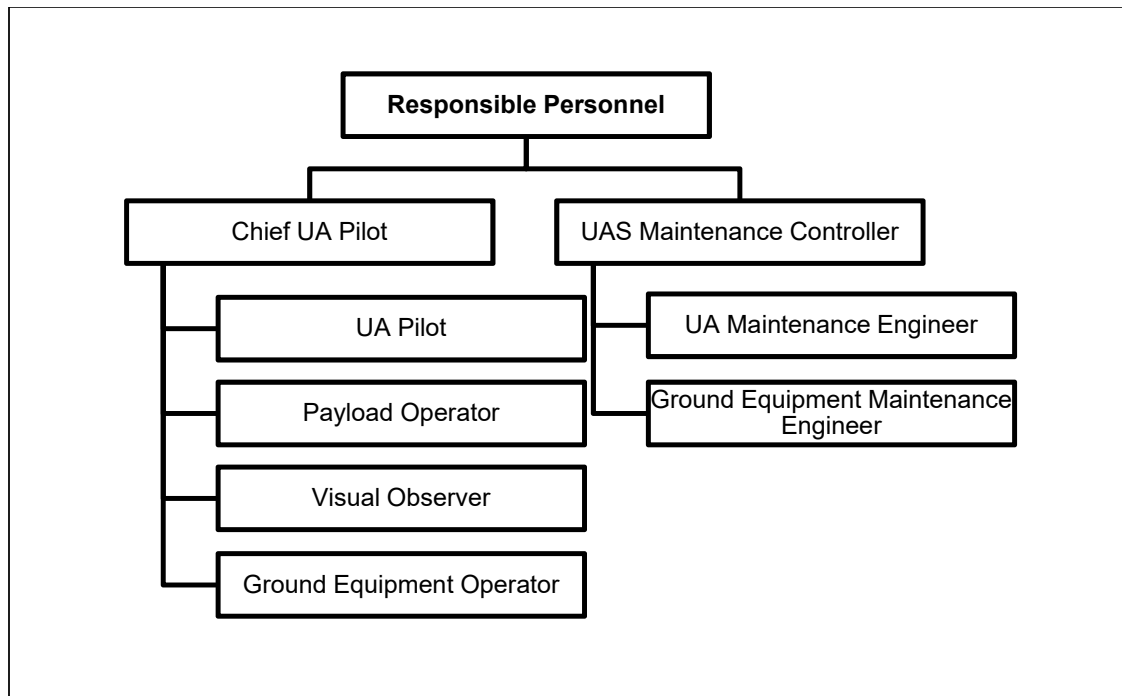 Responsible Personnel
Chief UA Pilot
UA Pilot
Payload Operator
Visual Observer
Ground Equipment Operator
UAS Maintenance Controller
UA Maintenance Engineer
Ground Equipment Maintenance
Engineer